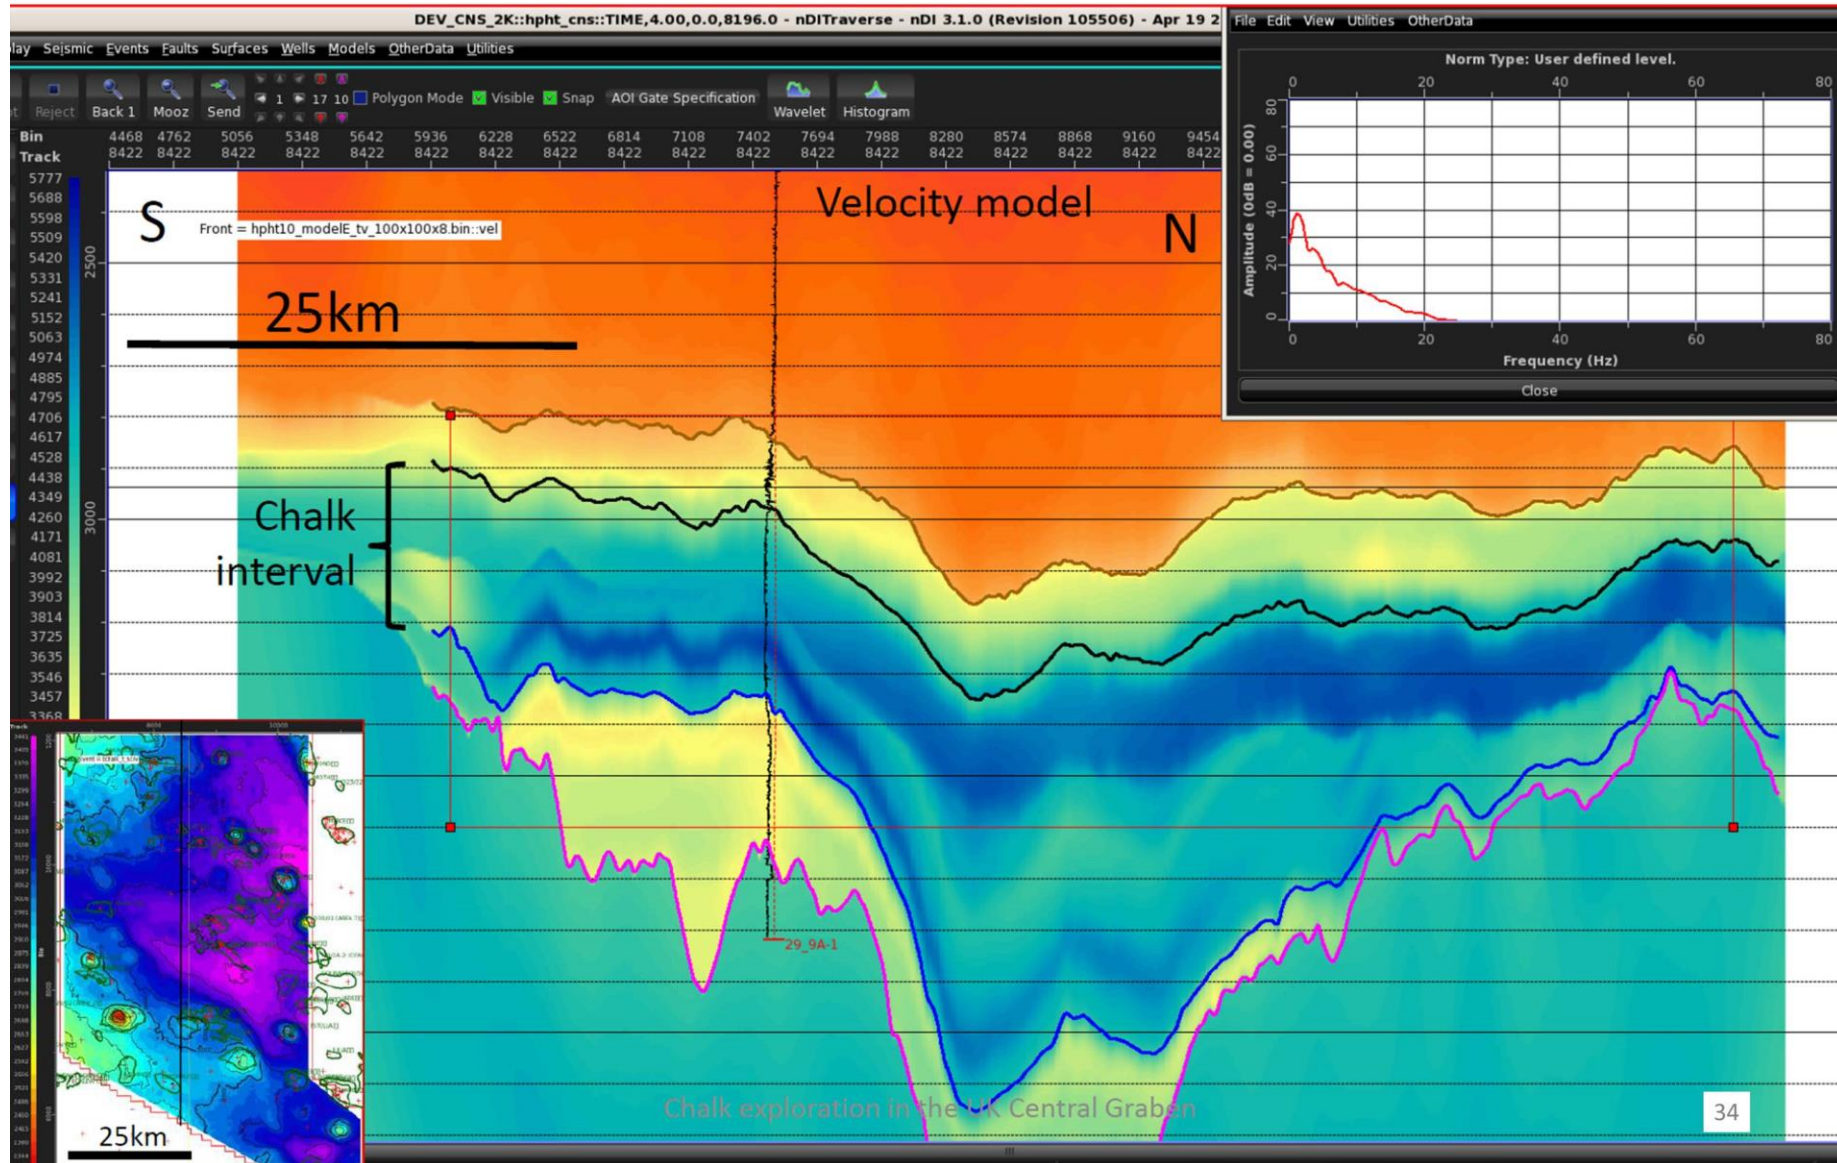 DEV_CNS_2K::hpht_cns::TIME,4.00,0.0,8196.0 - nDITraverse - nDI 3.1.0 (Revision 105506) - Apr 19 2
lay Seismic Events Faults Surfaces Wells Models OtherData Utilities
Reject Back 1 Mooz Send 1 17 10 Polygon Mode Visible Snap AOI Gate Specification Wavelet Histogram
Bin 4468 4762 5056 5348 5642 5936 6228 6522 6814 7108 7402 7694 7988 8280 8574 8868 9160 9454
Track 8422 8422 8422 8422 8422 8422 8422 8422 8422 8422 8422 8422 8422 8422 8422 8422 8422 8422
5777
5688
5598
5509
5420
5331
5241
5152
5063
4974
4885
4795
4706
4617
4528
4438
4349
4260
4171
4081
3992
3903
3814
3725
3635
3546
3457
3368
2500
3000
S
Front = hpht10_modelE_tv_100x100x8.bin::vel
Velocity model
N
25km
Chalk
interval
29_9A-1
Chalk exploration in the UK Central Graben
34
25km
File Edit View Utilities OtherData
Norm Type: User defined level.
0 20 40 60 80
Amplitude (0dB = 0.00)
80
60
40
20
0
0 20 40 60 80
Frequency (Hz)
Close